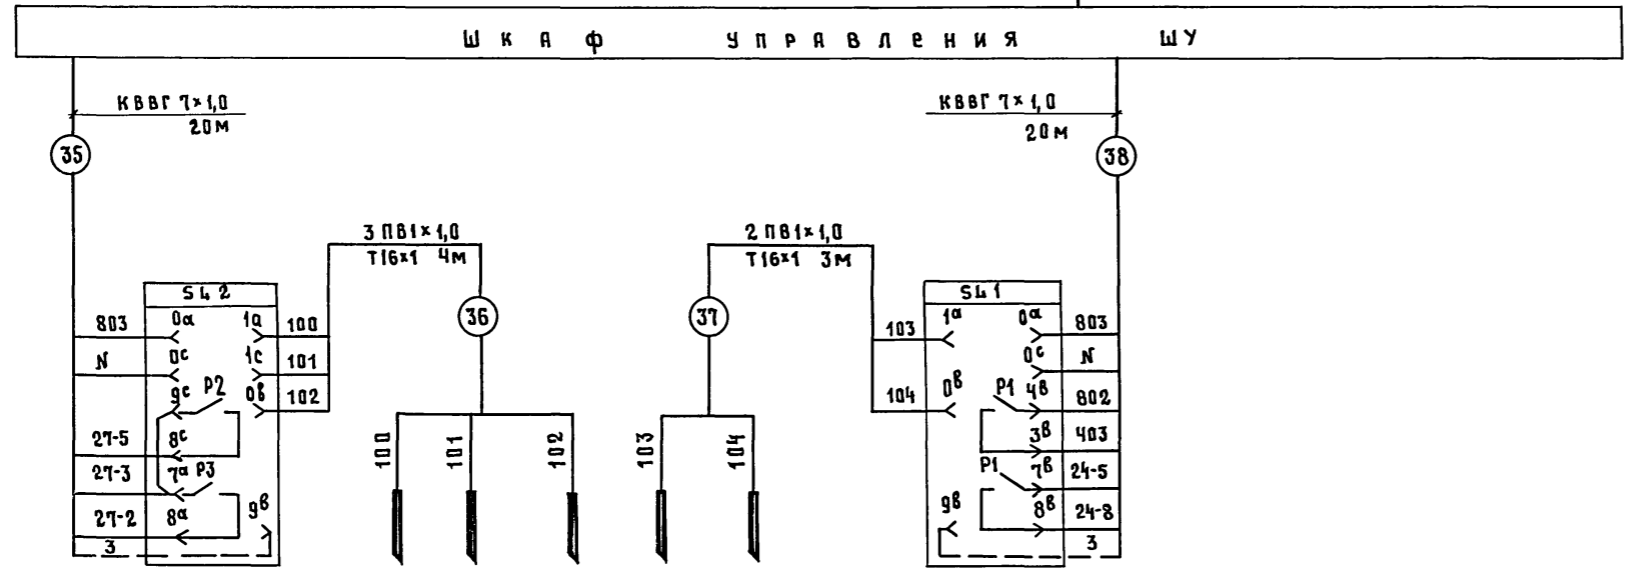 ШКАФ УПРАВЛЕНИЯ ШУ
КВВГ 7×1,0
20м
35
КВВГ 7×1,0
20м
38
3 ПВ1×1,0
Т16×1 4м
36
2 ПВ1×1,0
Т16×1 3м
37
SL2
803 0а 1а 100
N 0с 1с 101
9с Р2 0в 102
27-5 8с
27-3 7а Р3
27-2 8а 9в
3
100
101
102
103
104
SL1
103 1а 0а 803
0с N
104 0в Р1 4в 802
3в 403
Р1 7в 24-5
9в 8в 24-8
3